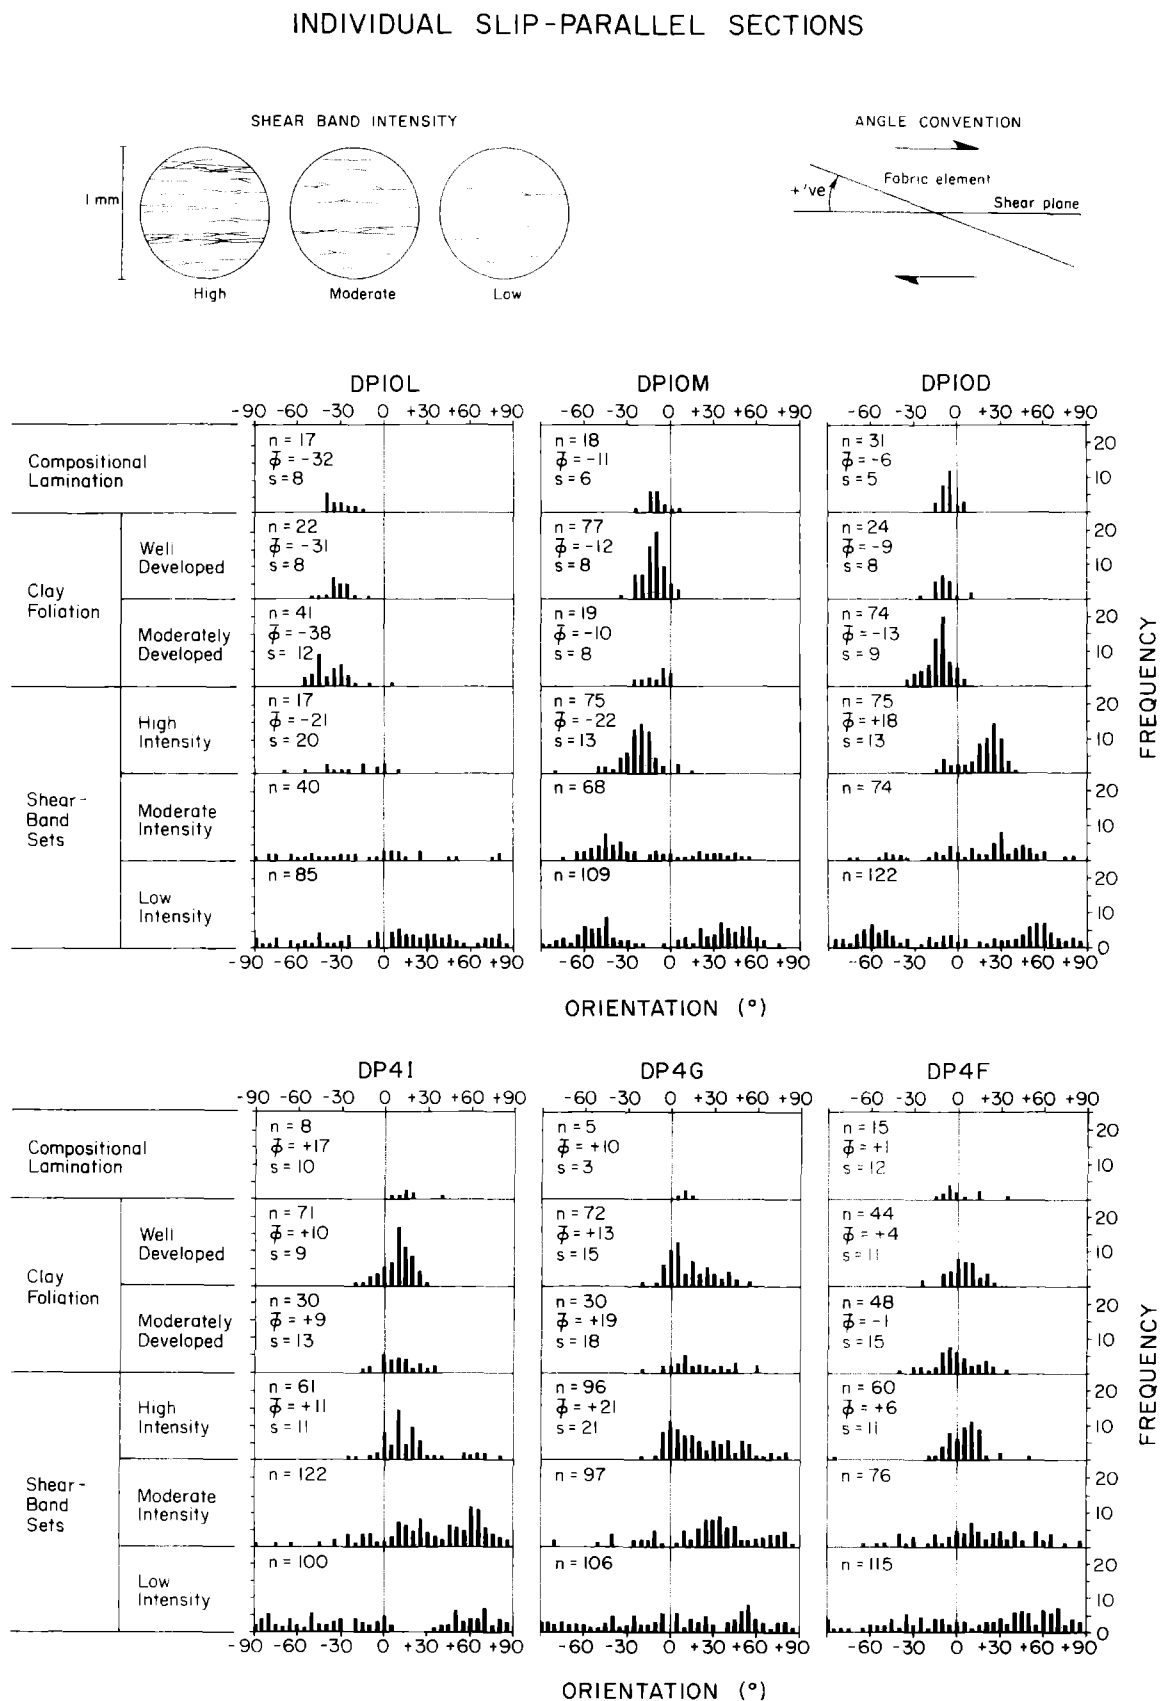 INDIVIDUAL SLIP-PARALLEL SECTIONS
SHEAR BAND INTENSITY
ANGLE CONVENTION
1 mm
High
Moderate
Low
+'ve
Fabric element
Shear plane
DP10L
DP10M
DP10D
-90 -60 -30 0 +30 +60 +90
-60 -30 0 +30 +60 +90
-30 0 +30 +60 +90
Compositional
Lamination
n = 17
φ̄ = -32
s = 8
n = 18
φ̄ = -11
s = 6
n = 31
φ̄ = -6
s = 5
20
10
Clay
Foliation
Well
Developed
n = 22
φ̄ = -31
s = 8
n = 77
φ̄ = -12
s = 8
n = 24
φ̄ = -9
s = 8
20
10
Moderately
Developed
n = 41
φ̄ = -38
s = 12
n = 19
φ̄ = -10
s = 8
n = 74
φ̄ = -13
s = 9
20
10
FREQUENCY
Shear-
Band
Sets
High
Intensity
n = 17
φ̄ = -21
s = 20
n = 75
φ̄ = -22
s = 13
n = 75
φ̄ = +18
s = 13
20
10
Moderate
Intensity
n = 40
n = 68
n = 74
20
10
Low
Intensity
n = 85
n = 109
n = 122
20
10
0
-90 -60 -30 0 +30 +60 +90
-60 -30 0 +30 +60 +90
-60 -30 0 +30 +60 +90
ORIENTATION (°)
DP4I
DP4G
DP4F
-90 -60 -30 0 +30 +60 +90
-60 -30 0 +30 +60 +90
-60 -30 0 +30 +60 +90
Compositional
Lamination
n = 8
φ̄ = +17
s = 10
n = 5
φ̄ = +10
s = 3
n = 15
φ̄ = +1
s = 12
20
10
Clay
Foliation
Well
Developed
n = 71
φ̄ = +10
s = 9
n = 72
φ̄ = +13
s = 15
n = 44
φ̄ = +4
s = 11
20
10
Moderately
Developed
n = 30
φ̄ = +9
s = 13
n = 30
φ̄ = +19
s = 18
n = 48
φ̄ = -1
s = 15
20
10
FREQUENCY
Shear-
Band
Sets
High
Intensity
n = 61
φ̄ = +11
s = 11
n = 96
φ̄ = +21
s = 21
n = 60
φ̄ = +6
s = 11
20
10
Moderate
Intensity
n = 122
n = 97
n = 76
20
10
Low
Intensity
n = 100
n = 106
n = 115
20
10
0
-90 -60 -30 0 +30 +60 +90
-60 -30 0 +30 +60 +90
-60 -30 0 +30 +60 +90
ORIENTATION (°)